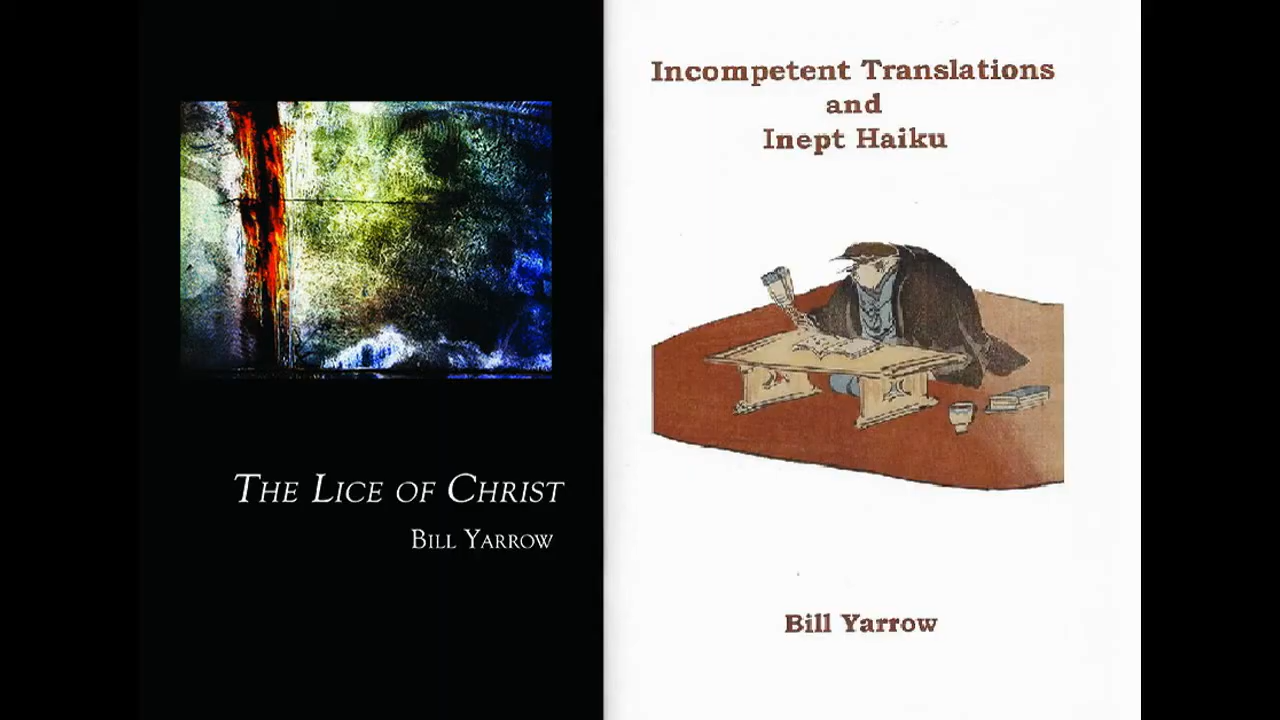 THE LICE OF CHRIST
BILL YARROW
Incompetent Translations
and
Inept Haiku
Bill Yarrow